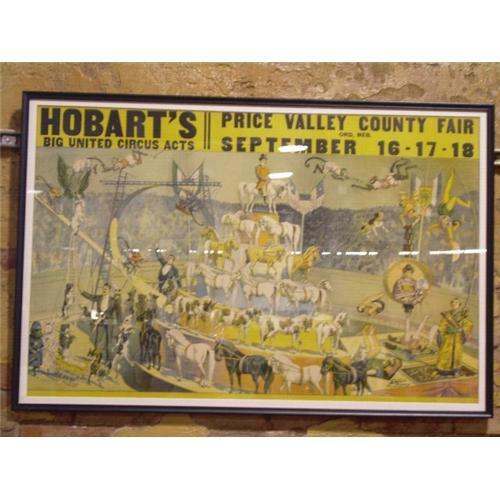 HOBART'S
BIG UNITED CIRCUS ACTS
PRICE VALLEY COUNTY FAIR
ORD, NEB.
SEPTEMBER 16-17-18